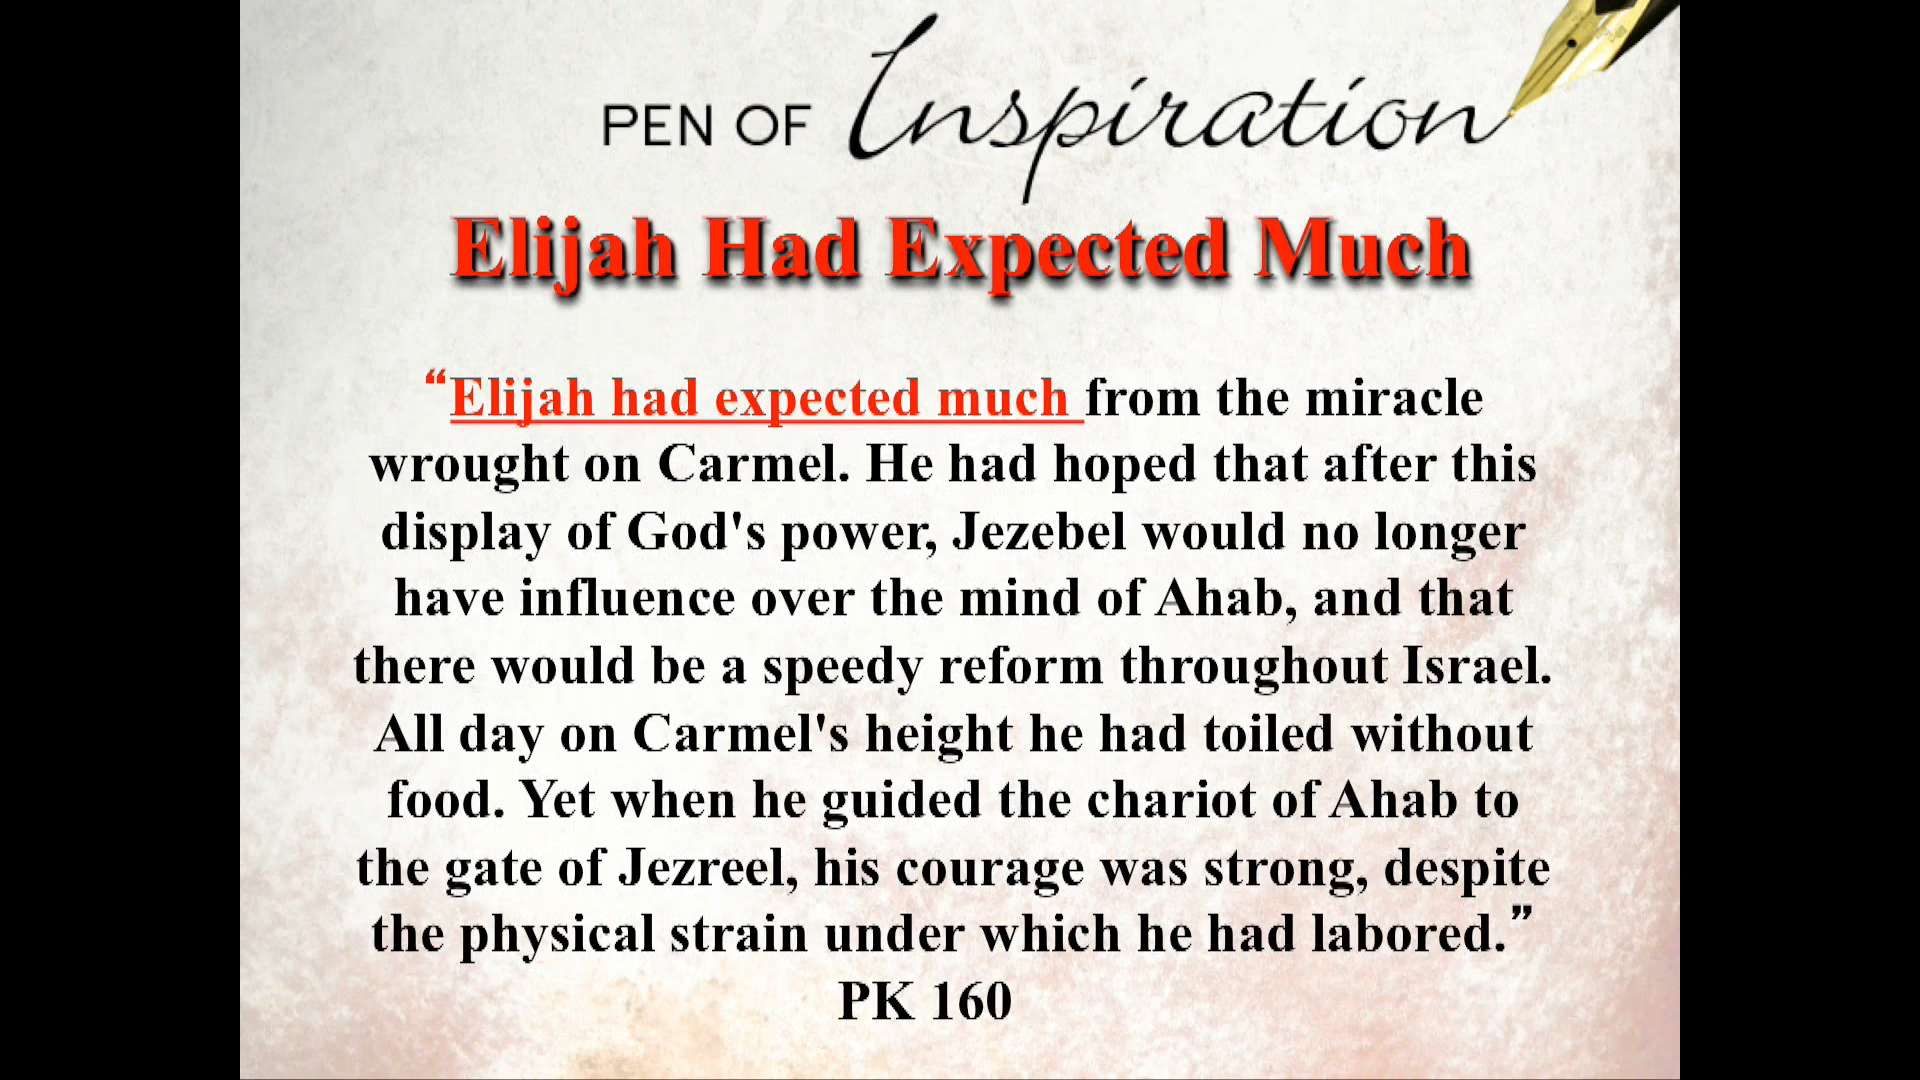 PEN OF Inspiration
Elijah Had Expected Much
“Elijah had expected much from the miracle
wrought on Carmel. He had hoped that after this
display of God's power, Jezebel would no longer
have influence over the mind of Ahab, and that
there would be a speedy reform throughout Israel.
All day on Carmel's height he had toiled without
food. Yet when he guided the chariot of Ahab to
the gate of Jezreel, his courage was strong, despite
the physical strain under which he had labored.”
PK 160